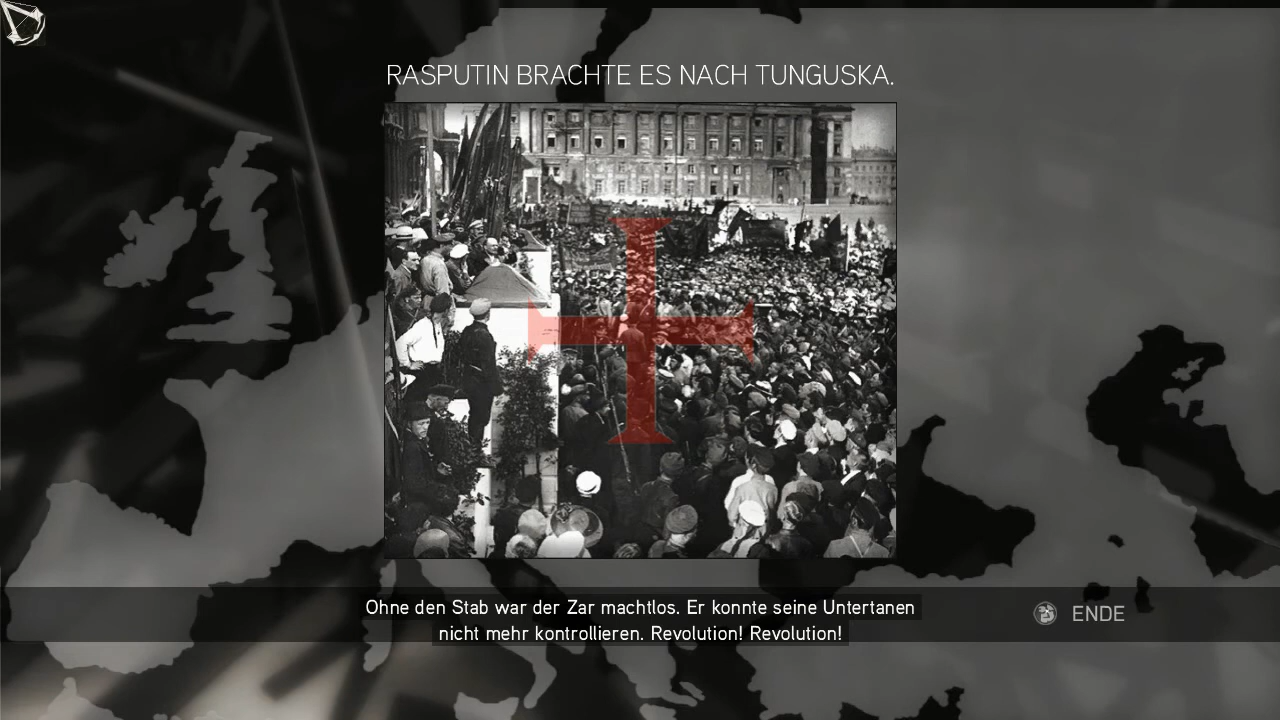 RASPUTIN BRACHTE ES NACH TUNGUSKA.
Ohne den Stab war der Zar machtlos. Er konnte seine Untertanen
nicht mehr kontrollieren. Revolution! Revolution!
ENDE